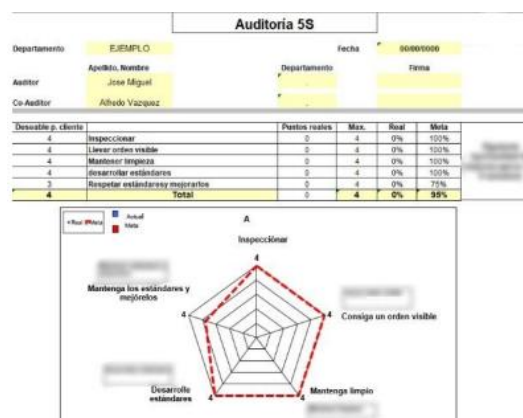 Auditoría 5S
Departamento EJEMPLO Fecha 00/00/0000
Apellido, Nombre Departamento Firma
Auditor Jose Miguel
Co-Auditor Alfredo Vazquez
Deseable p. cliente Puntos reales Max. Real Meta
4 Inspeccionar 0 4 0% 100%
4 Llevar orden visible 0 4 0% 100%
4 Mantener limpieza 0 4 0% 100%
4 desarrollar estándares 0 4 0% 100%
3 Respetar estándares y mejorarlos 0 4 0% 75%
4 Total 0 4 0% 95%
Real Meta Actual
Meta
A
Inspecciónar
4
Mantenga los estándares y
mejórelos
4 4
Consiga un orden visible
Desarrolle
estándares
4 4
Mantenga limpio